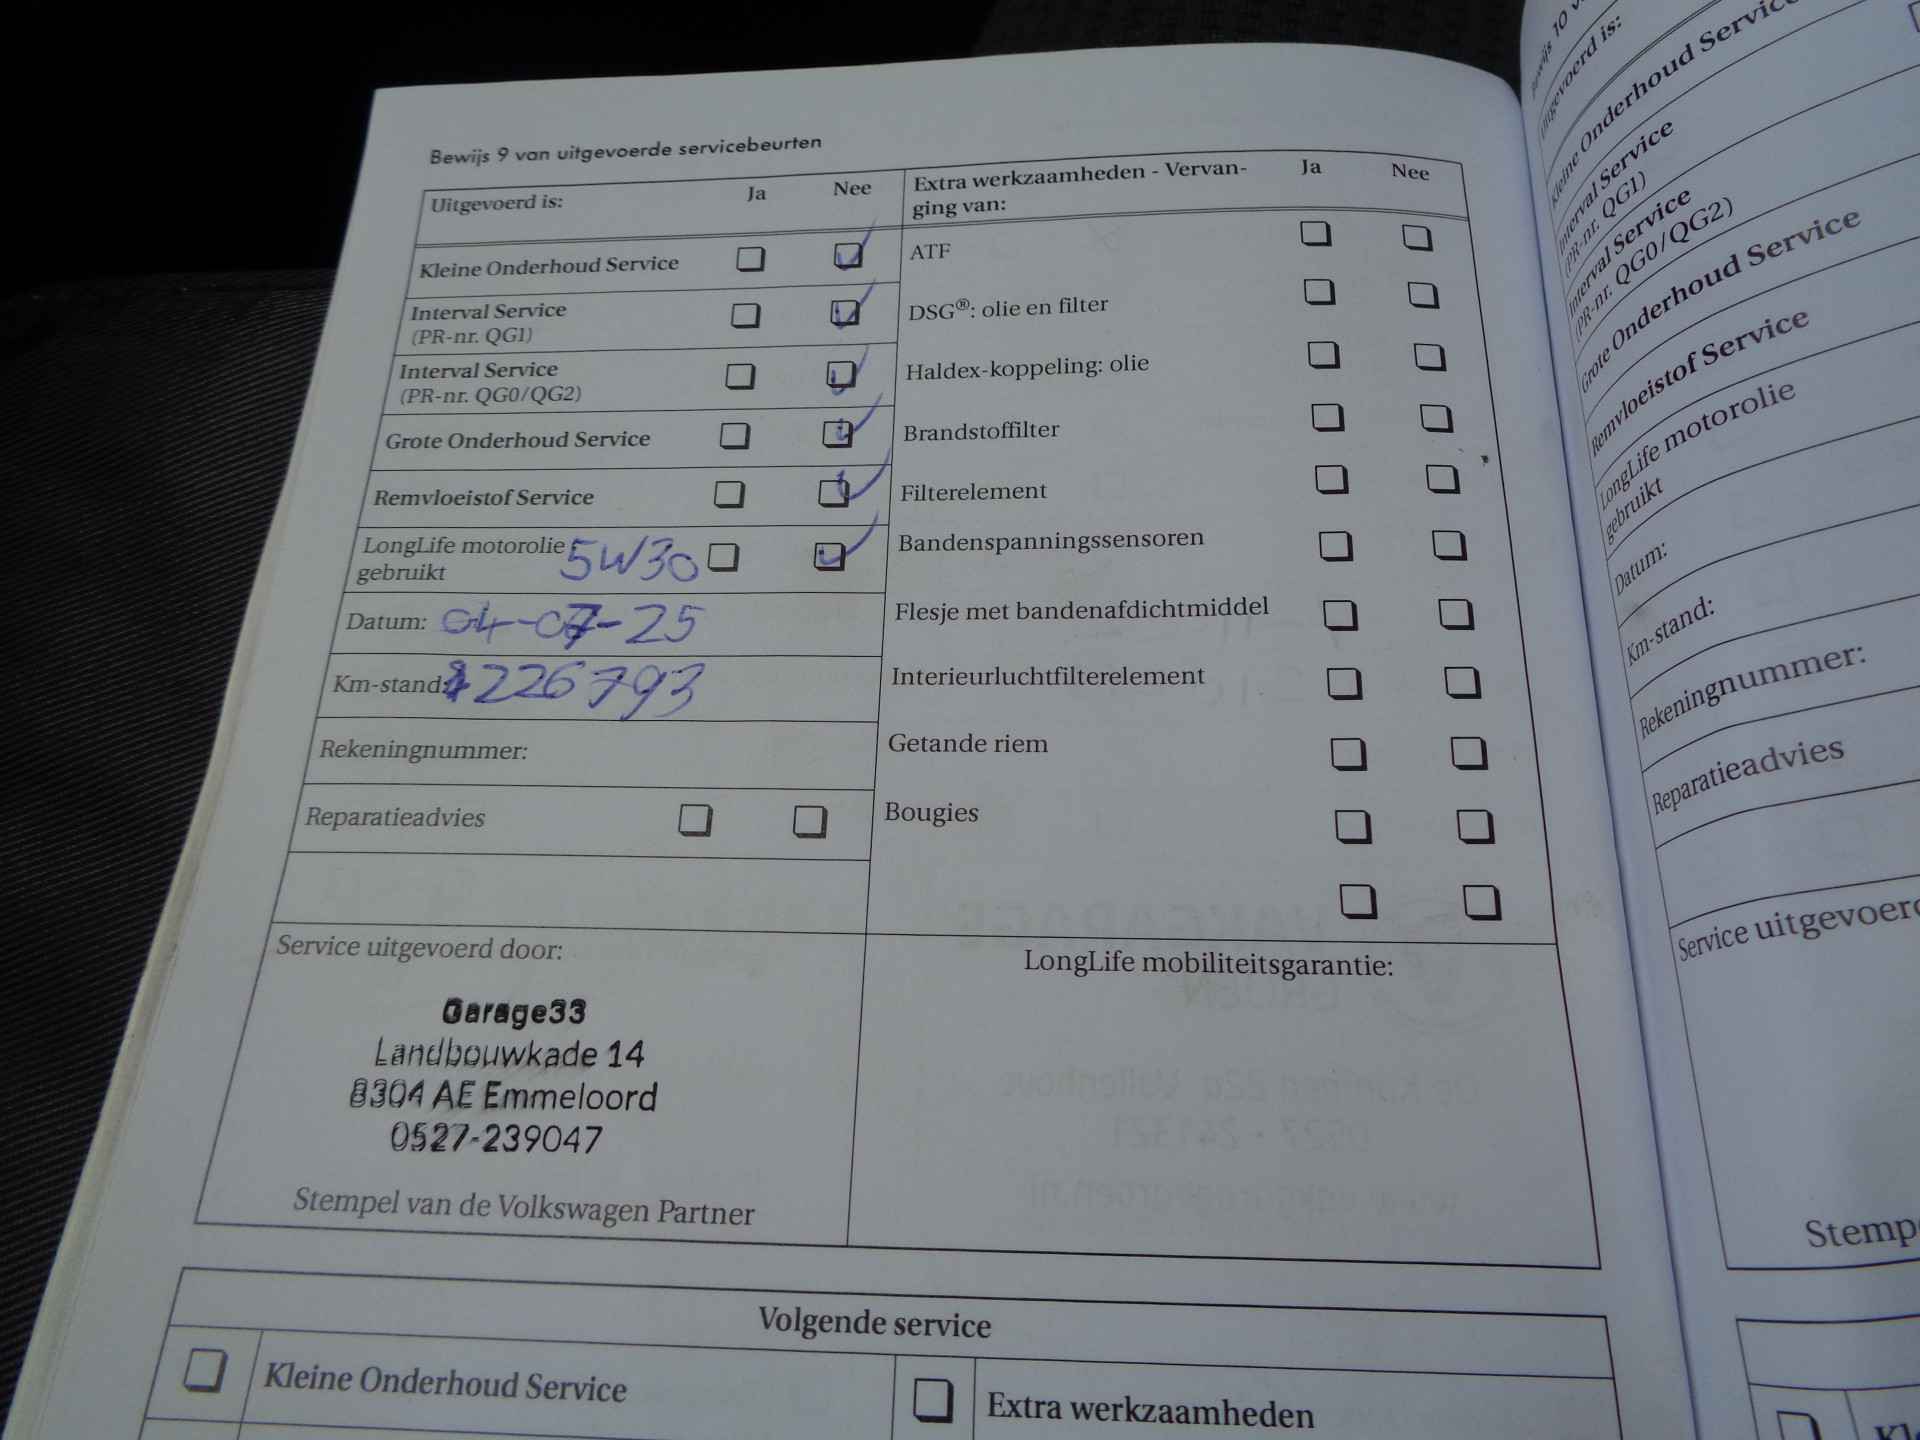 Bewijs 9 van uitgevoerde servicebeurten
Uitgevoerd is: Ja Nee
Kleine Onderhoud Service
Interval Service
(PR-nr. QG1)
Interval Service
(PR-nr. QG0/QG2)
Grote Onderhoud Service
Remvloeistof Service
LongLife motorolie
gebruikt 5W30
Datum: 04-07-25
Km-stand: 226793
Rekeningnummer:
Reparatieadvies
Service uitgevoerd door:
Garage33
Landbouwkade 14
8304 AE Emmeloord
0527-239047
Stempel van de Volkswagen Partner
Extra werkzaamheden - Vervan- Ja Nee
ging van:
ATF
DSG®: olie en filter
Haldex-koppeling: olie
Brandstoffilter
Filterelement
Bandenspanningssensoren
Flesje met bandenafdichtmiddel
Interieurluchtfilterelement
Getande riem
Bougies
LongLife mobiliteitsgarantie:
Volgende service
Kleine Onderhoud Service
Extra werkzaamheden
Bewijs 10 v
uitgevoerd is:
Kleine Onderhoud Service
Interval Service
(PR-nr. QG1)
Interval Service
(PR-nr. QG0/QG2)
Grote Onderhoud Service
Remvloeistof Service
LongLife motorolie
gebruikt
Datum:
Km-stand:
Rekeningnummer:
Reparatieadvies
Service uitgevoerd
Stemp
Kl